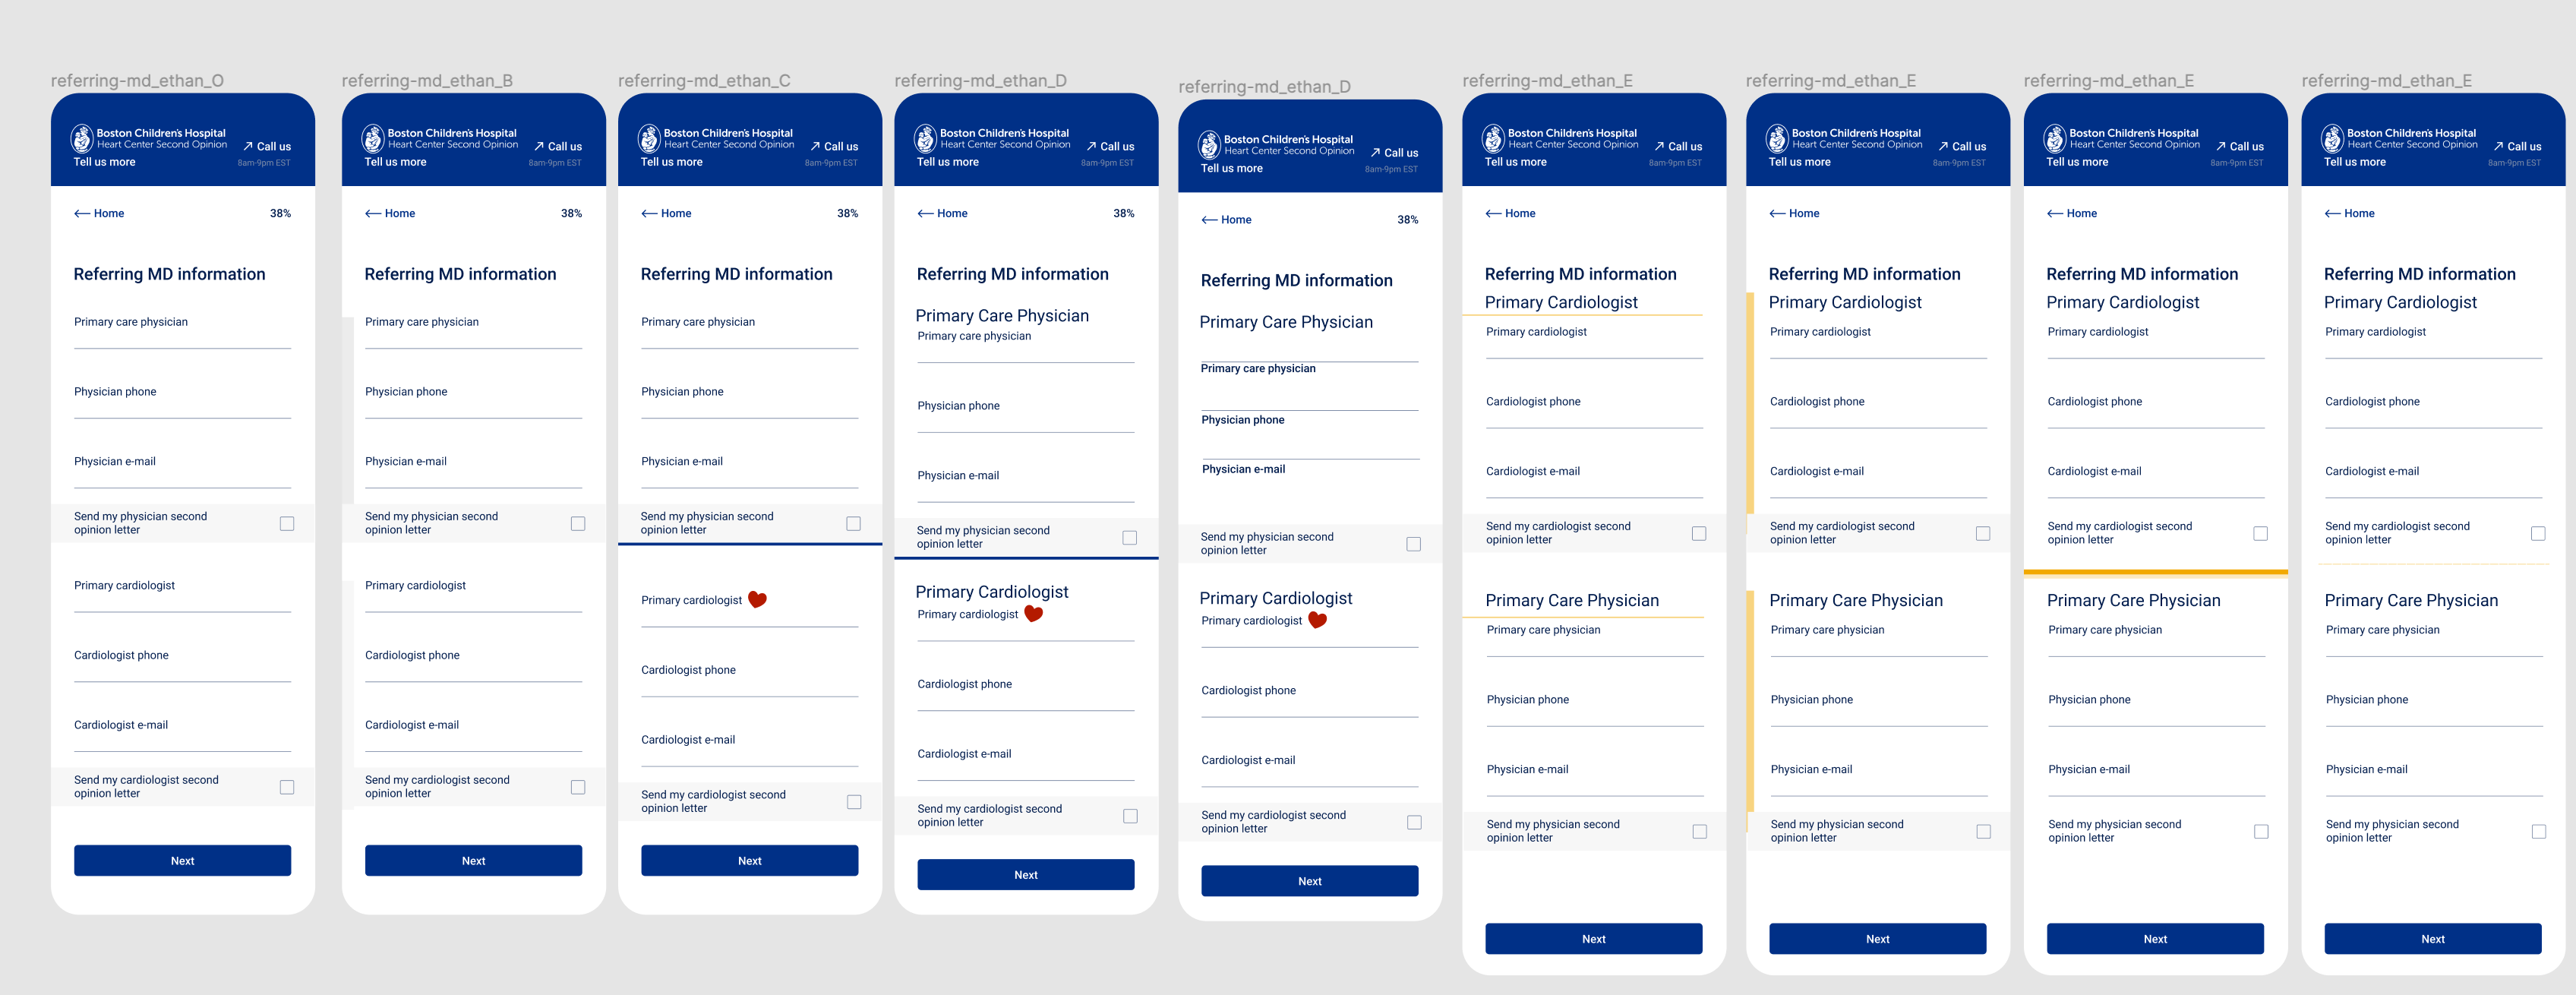 referring-md_ethan_O
Boston Children's Hospital
Heart Center Second Opinion
Call us
Tell us more
8am-9pm EST
Home
38%
Referring MD information
Primary care physician
Physician phone
Physician e-mail
Send my physician second
opinion letter
Primary cardiologist
Cardiologist phone
Cardiologist e-mail
Send my cardiologist second
opinion letter
Next
referring-md_ethan_B
Boston Children's Hospital
Heart Center Second Opinion
Call us
Tell us more
8am-9pm EST
Home
38%
Referring MD information
Primary care physician
Physician phone
Physician e-mail
Send my physician second
opinion letter
Primary cardiologist
Cardiologist phone
Cardiologist e-mail
Send my cardiologist second
opinion letter
Next
referring-md_ethan_C
Boston Children's Hospital
Heart Center Second Opinion
Call us
Tell us more
8am-9pm EST
Home
38%
Referring MD information
Primary care physician
Physician phone
Physician e-mail
Send my physician second
opinion letter
Primary cardiologist
Cardiologist phone
Cardiologist e-mail
Send my cardiologist second
opinion letter
Next
referring-md_ethan_D
Boston Children's Hospital
Heart Center Second Opinion
Call us
Tell us more
8am-9pm EST
Home
38%
Referring MD information
Primary Care Physician
Primary care physician
Physician phone
Physician e-mail
Send my physician second
opinion letter
Primary Cardiologist
Primary cardiologist
Cardiologist phone
Cardiologist e-mail
Send my cardiologist second
opinion letter
Next
referring-md_ethan_D
Boston Children's Hospital
Heart Center Second Opinion
Call us
Tell us more
8am-9pm EST
Home
38%
Referring MD information
Primary Care Physician
Primary care physician
Physician phone
Physician e-mail
Send my physician second
opinion letter
Primary Cardiologist
Primary cardiologist
Cardiologist phone
Cardiologist e-mail
Send my cardiologist second
opinion letter
Next
referring-md_ethan_E
Boston Children's Hospital
Heart Center Second Opinion
Call us
Tell us more
8am-9pm EST
Home
Referring MD information
Primary Cardiologist
Primary cardiologist
Cardiologist phone
Cardiologist e-mail
Send my cardiologist second
opinion letter
Primary Care Physician
Primary care physician
Physician phone
Physician e-mail
Send my physician second
opinion letter
Next
referring-md_ethan_E
Boston Children's Hospital
Heart Center Second Opinion
Call us
Tell us more
8am-9pm EST
Home
Referring MD information
Primary Cardiologist
Primary cardiologist
Cardiologist phone
Cardiologist e-mail
Send my cardiologist second
opinion letter
Primary Care Physician
Primary care physician
Physician phone
Physician e-mail
Send my physician second
opinion letter
Next
referring-md_ethan_E
Boston Children's Hospital
Heart Center Second Opinion
Call us
Tell us more
8am-9pm EST
Home
Referring MD information
Primary Cardiologist
Primary cardiologist
Cardiologist phone
Cardiologist e-mail
Send my cardiologist second
opinion letter
Primary Care Physician
Primary care physician
Physician phone
Physician e-mail
Send my physician second
opinion letter
Next
referring-md_ethan_E
Boston Children's Hospital
Heart Center Second Opinion
Call us
Tell us more
8am-9pm EST
Home
Referring MD information
Primary Cardiologist
Primary cardiologist
Cardiologist phone
Cardiologist e-mail
Send my cardiologist second
opinion letter
Primary Care Physician
Primary care physician
Physician phone
Physician e-mail
Send my physician second
opinion letter
Next